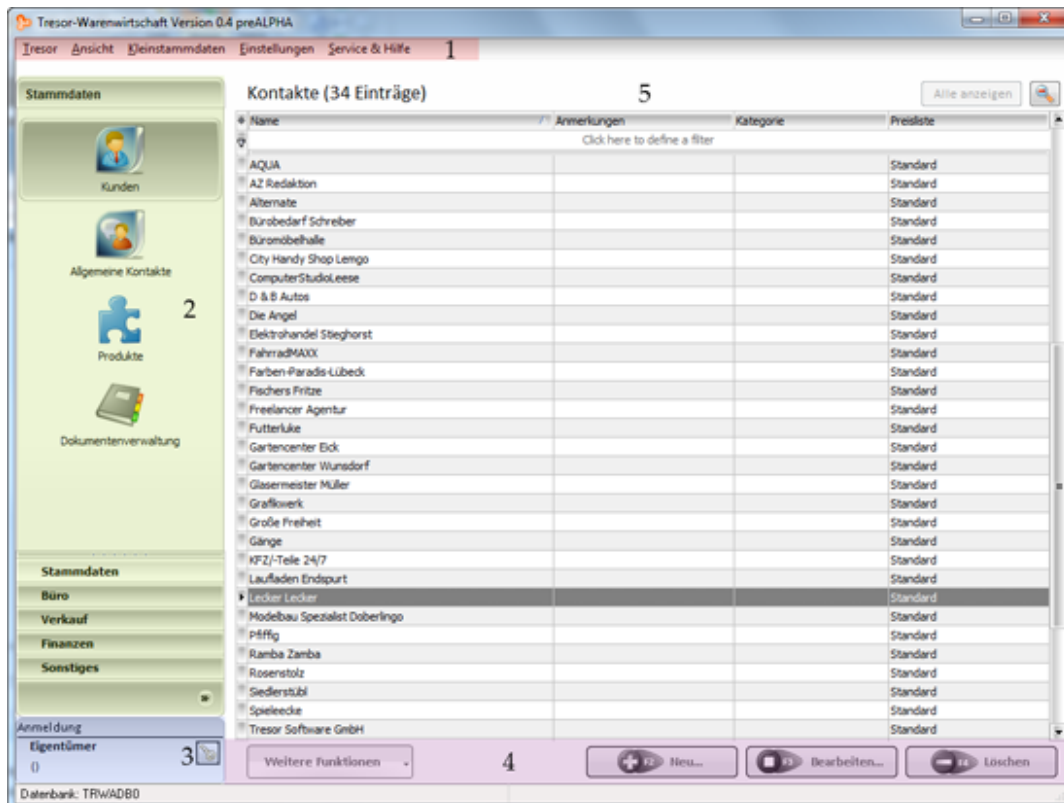 Tresor-Warenwirtschaft Version 0.4 preALPHA
Tresor Ansicht Kleinstammdaten Einstellungen Service & Hilfe 1
Stammdaten
Kunden
Allgemeine Kontakte
2
Produkte
Dokumentenverwaltung
Stammdaten
Büro
Verkauf
Finanzen
Sonstiges
Anmeldung
Eigentümer
()
3
Kontakte (34 Einträge) 5 Alle anzeigen
Name Anmerkungen Kategorie Preisliste
Click here to define a filter
AQUA Standard
AZ Redaktion Standard
Alternate Standard
Bürobedarf Schreiber Standard
Büromöbelhalle Standard
City Handy Shop Lemgo Standard
ComputerStudioLeese Standard
D & B Autos Standard
Die Angel Standard
Elektrohandel Stieghorst Standard
FahrradMAXX Standard
Farben-Paradis-Lübeck Standard
Fischers Fritze Standard
Freelancer Agentur Standard
Futterluke Standard
Gartencenter Eick Standard
Gartencenter Wunsdorf Standard
Glasermeister Müller Standard
Grafikwerk Standard
Große Freiheit Standard
Gänge Standard
KFZ/-Teile 24/7 Standard
Laufladen Endspurt Standard
Lecker Lecker Standard
Modelbau Spezialist Doberlingo Standard
Pfiffig Standard
Ramba Zamba Standard
Rosenstolz Standard
Siedlerstübl Standard
Spieleecke Standard
Tresor Software GmbH Standard
Weitere Funktionen 4 F2 Neu... F3 Bearbeiten... F4 Löschen
Datenbank: TRWADB0